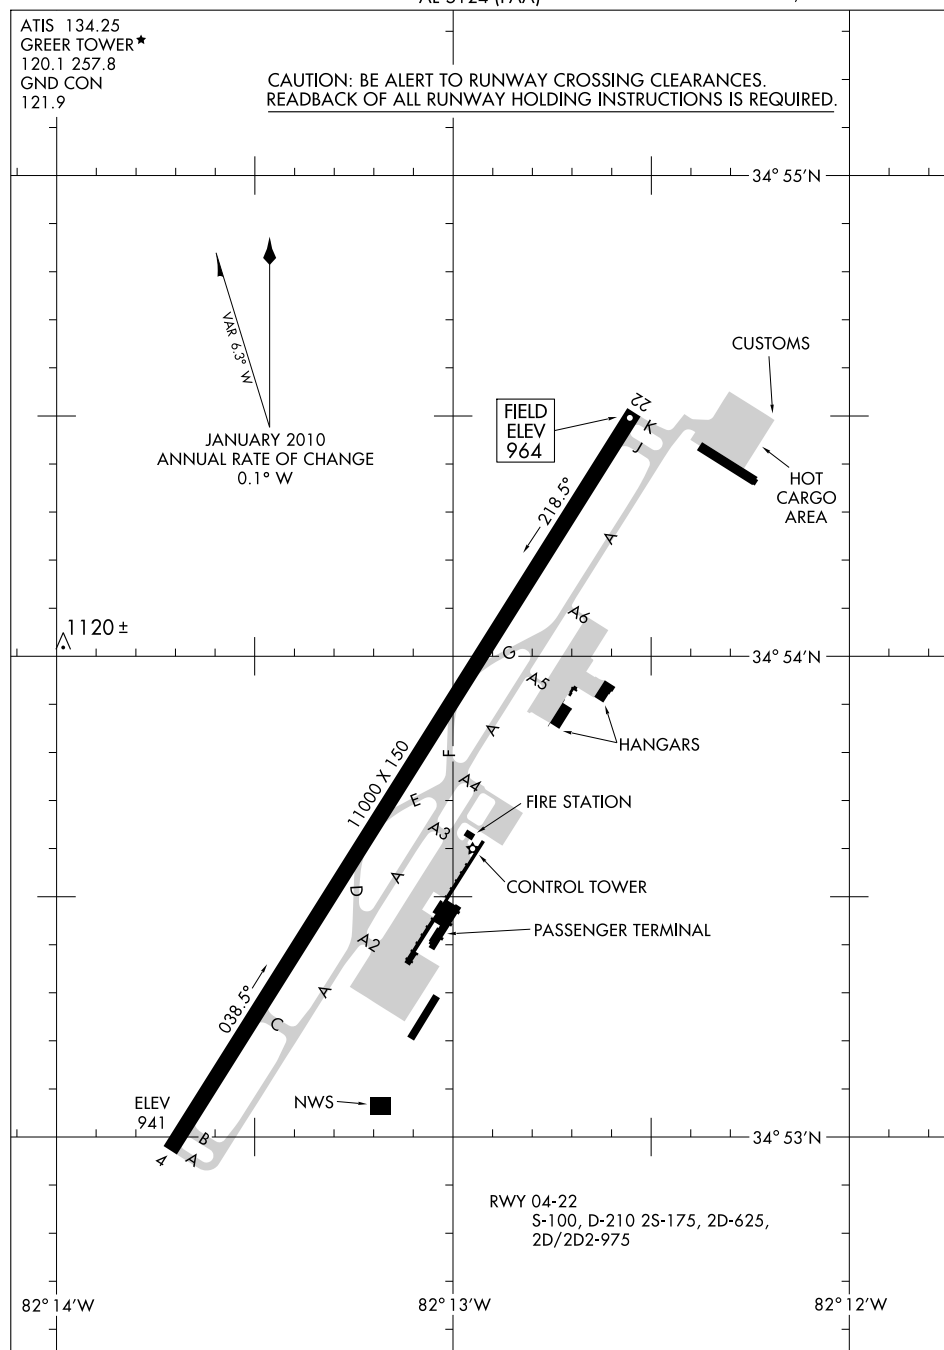 ATIS 134.25
GREER TOWER★
120.1 257.8
GND CON
121.9
CAUTION: BE ALERT TO RUNWAY CROSSING CLEARANCES.
READBACK OF ALL RUNWAY HOLDING INSTRUCTIONS IS REQUIRED.
34° 55'N
VAR 6.3° W
JANUARY 2010
ANNUAL RATE OF CHANGE
0.1° W
CUSTOMS
FIELD
ELEV
964
22
K
J
HOT
CARGO
AREA
218.5°
A
A6
1120 ±
G
34° 54'N
A5
A
HANGARS
F
11000 X 150
A4
E
FIRE STATION
A3
A
D
CONTROL TOWER
PASSENGER TERMINAL
A2
A
038.5°
C
ELEV
941
NWS
B
A
4
34° 53'N
RWY 04-22
S-100, D-210 2S-175, 2D-625,
2D/2D2-975
82° 14'W
82° 13'W
82° 12'W